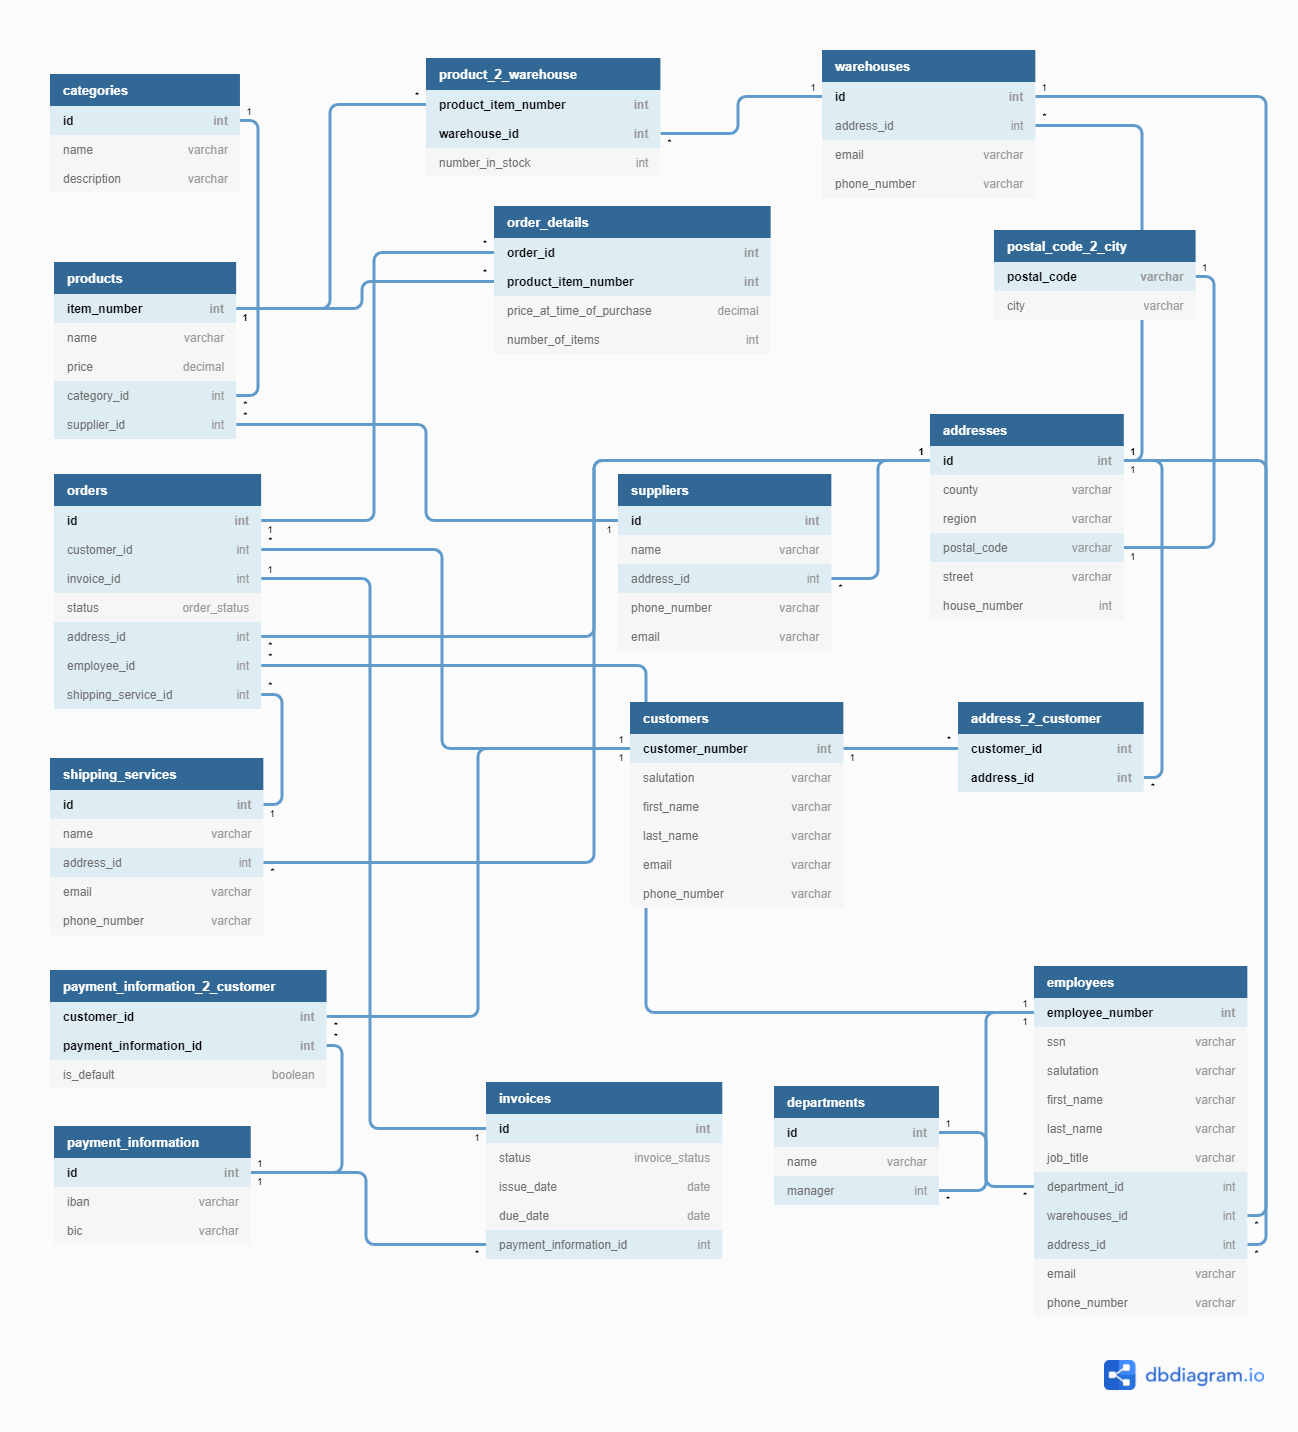 categories
id int
name varchar
description varchar
product_2_warehouse
product_item_number int
warehouse_id int
number_in_stock int
warehouses
id int
address_id int
email varchar
phone_number varchar
order_details
order_id int
product_item_number int
price_at_time_of_purchase decimal
number_of_items int
postal_code_2_city
postal_code varchar
city varchar
products
item_number int
name varchar
price decimal
category_id int
supplier_id int
addresses
id int
county varchar
region varchar
postal_code varchar
street varchar
house_number int
orders
id int
customer_id int
invoice_id int
status order_status
address_id int
employee_id int
shipping_service_id int
suppliers
id int
name varchar
address_id int
phone_number varchar
email varchar
customers
customer_number int
salutation varchar
first_name varchar
last_name varchar
email varchar
phone_number varchar
address_2_customer
customer_id int
address_id int
shipping_services
id int
name varchar
address_id int
email varchar
phone_number varchar
payment_information_2_customer
customer_id int
payment_information_id int
is_default boolean
employees
employee_number int
ssn varchar
salutation varchar
first_name varchar
last_name varchar
job_title varchar
department_id int
warehouses_id int
address_id int
email varchar
phone_number varchar
invoices
id int
status invoice_status
issue_date date
due_date date
payment_information_id int
departments
id int
name varchar
manager int
payment_information
id int
iban varchar
bic varchar
dbdiagram.io